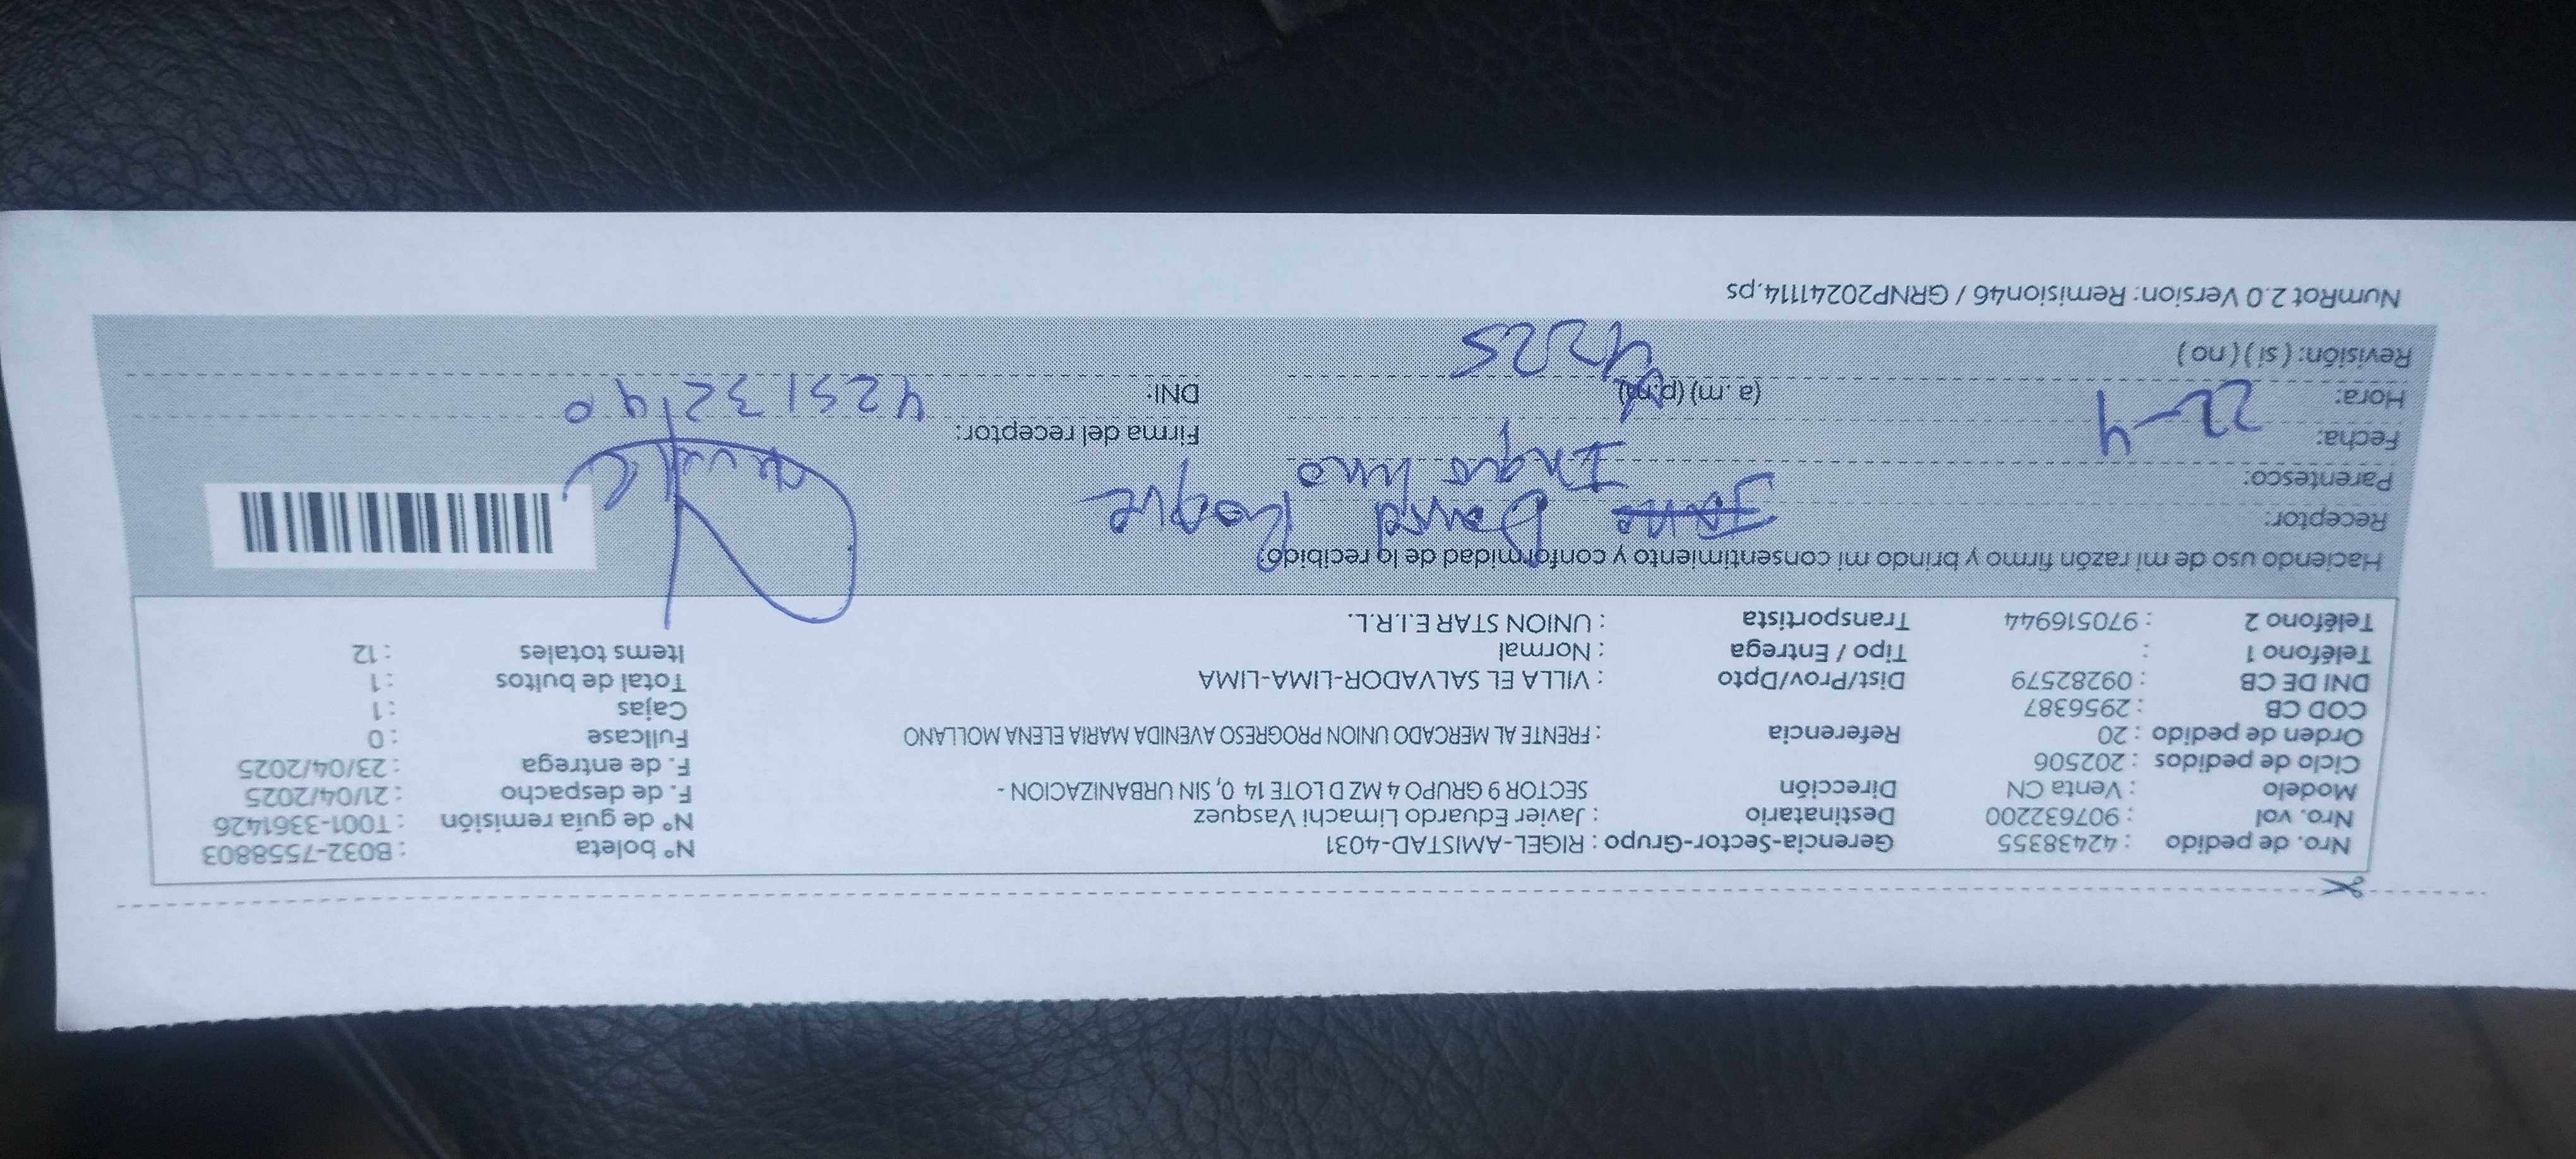 Nro. de pedido : 42438355 Gerencia-Sector-Grupo : RIGEL-AMISTAD-4031 N° boleta : B032-7558803
Nro. vol : 907632200 Destinatario : Javier Eduardo Limachi Vasquez N° de guía remisión : T001-3361426
Modelo : Venta CN Dirección SECTOR 9 GRUPO 4 MZ D LOTE 14 0, SIN URBANIZACION - F. de despacho : 21/04/2025
Ciclo de pedidos : 202506 F. de entrega : 23/04/2025
Orden de pedido : 20 Referencia : FRENTE AL MERCADO UNION PROGRESO AVENIDA MARIA ELENA MOLLANO Fullcase : 0
COD CB : 2956387 Cajas : 1
DNI DE CB : 09282579 Dist/Prov/Dpto : VILLA EL SALVADOR-LIMA-LIMA Total de bultos : 1
Teléfono 1 : Tipo / Entrega : Normal Items totales : 12
Teléfono 2 : 970516944 Transportista : UNION STAR E.I.R.L.
Haciendo uso de mi razón firmo y brindo mi consentimiento y conformidad de lo recibido:
Receptor: David Roque
Parentesco: Inquilino
Fecha: 22-4 Firma del receptor:
Hora: (a. m) (p.m) DNI: 42513240
Revisión: ( si ) ( no )
NumRot 2.0 Version: Remision46 / GRNP20241114.ps